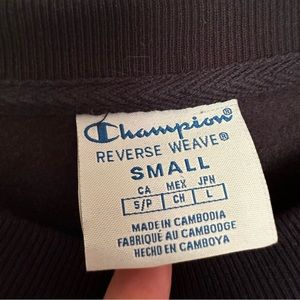 Champion®
REVERSE WEAVE®
SMALL
CA MEX JPN
S/P CH L
MADE IN CAMBODIA
FABRIQUÉ AU CAMBODGE
HECHO EN CAMBOYA